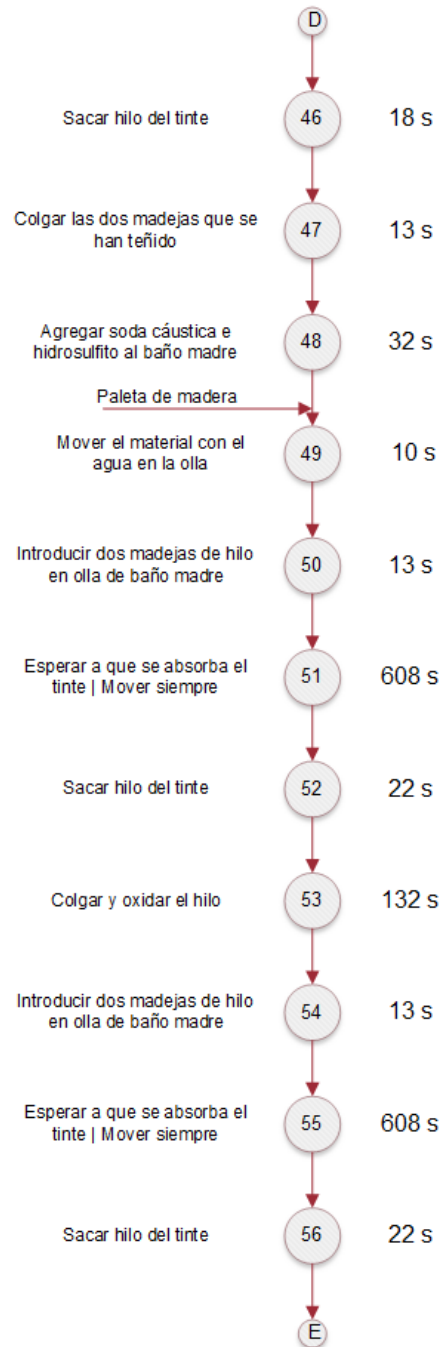 D
Sacar hilo del tinte
46
18 s
Colgar las dos madejas que se
han teñido
47
13 s
Agregar soda cáustica e
hidrosulfito al baño madre
48
32 s
Paleta de madera
Mover el material con el
agua en la olla
49
10 s
Introducir dos madejas de hilo
en olla de baño madre
50
13 s
Esperar a que se absorba el
tinte | Mover siempre
51
608 s
Sacar hilo del tinte
52
22 s
Colgar y oxidar el hilo
53
132 s
Introducir dos madejas de hilo
en olla de baño madre
54
13 s
Esperar a que se absorba el
tinte | Mover siempre
55
608 s
Sacar hilo del tinte
56
22 s
E